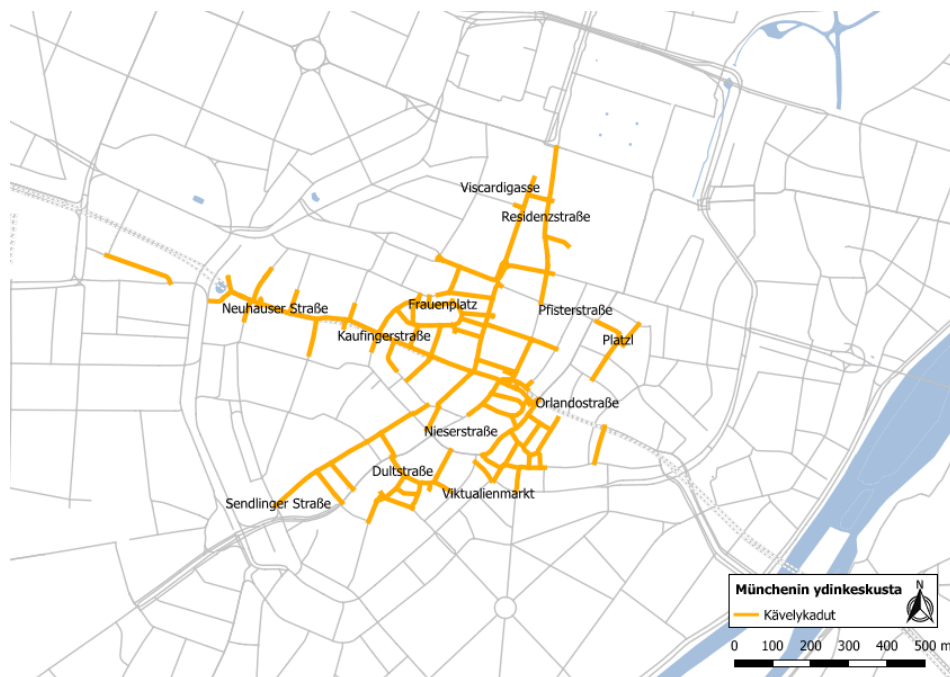 Viscardigasse
Residenzstraße
Neuhauser Straße
Frauenplatz
Pfisterstraße
Kaufingerstraße
Platzl
Orlandostraße
Nieserstraße
Dultstraße
Viktualienmarkt
Sendlinger Straße
Münchenin ydinkeskusta
N
Kävelykadut
0 100 200 300 400 500 m